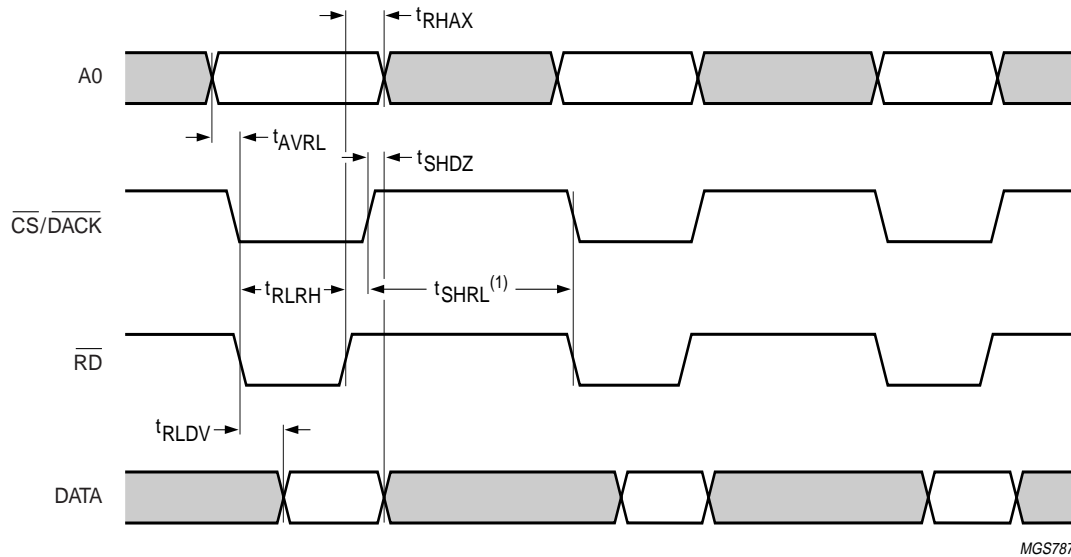 tRHAX
A0
tAVRL
tSHDZ
CS/DACK
tRLRH
tSHRL(1)
RD
tRLDV
DATA
MGS787